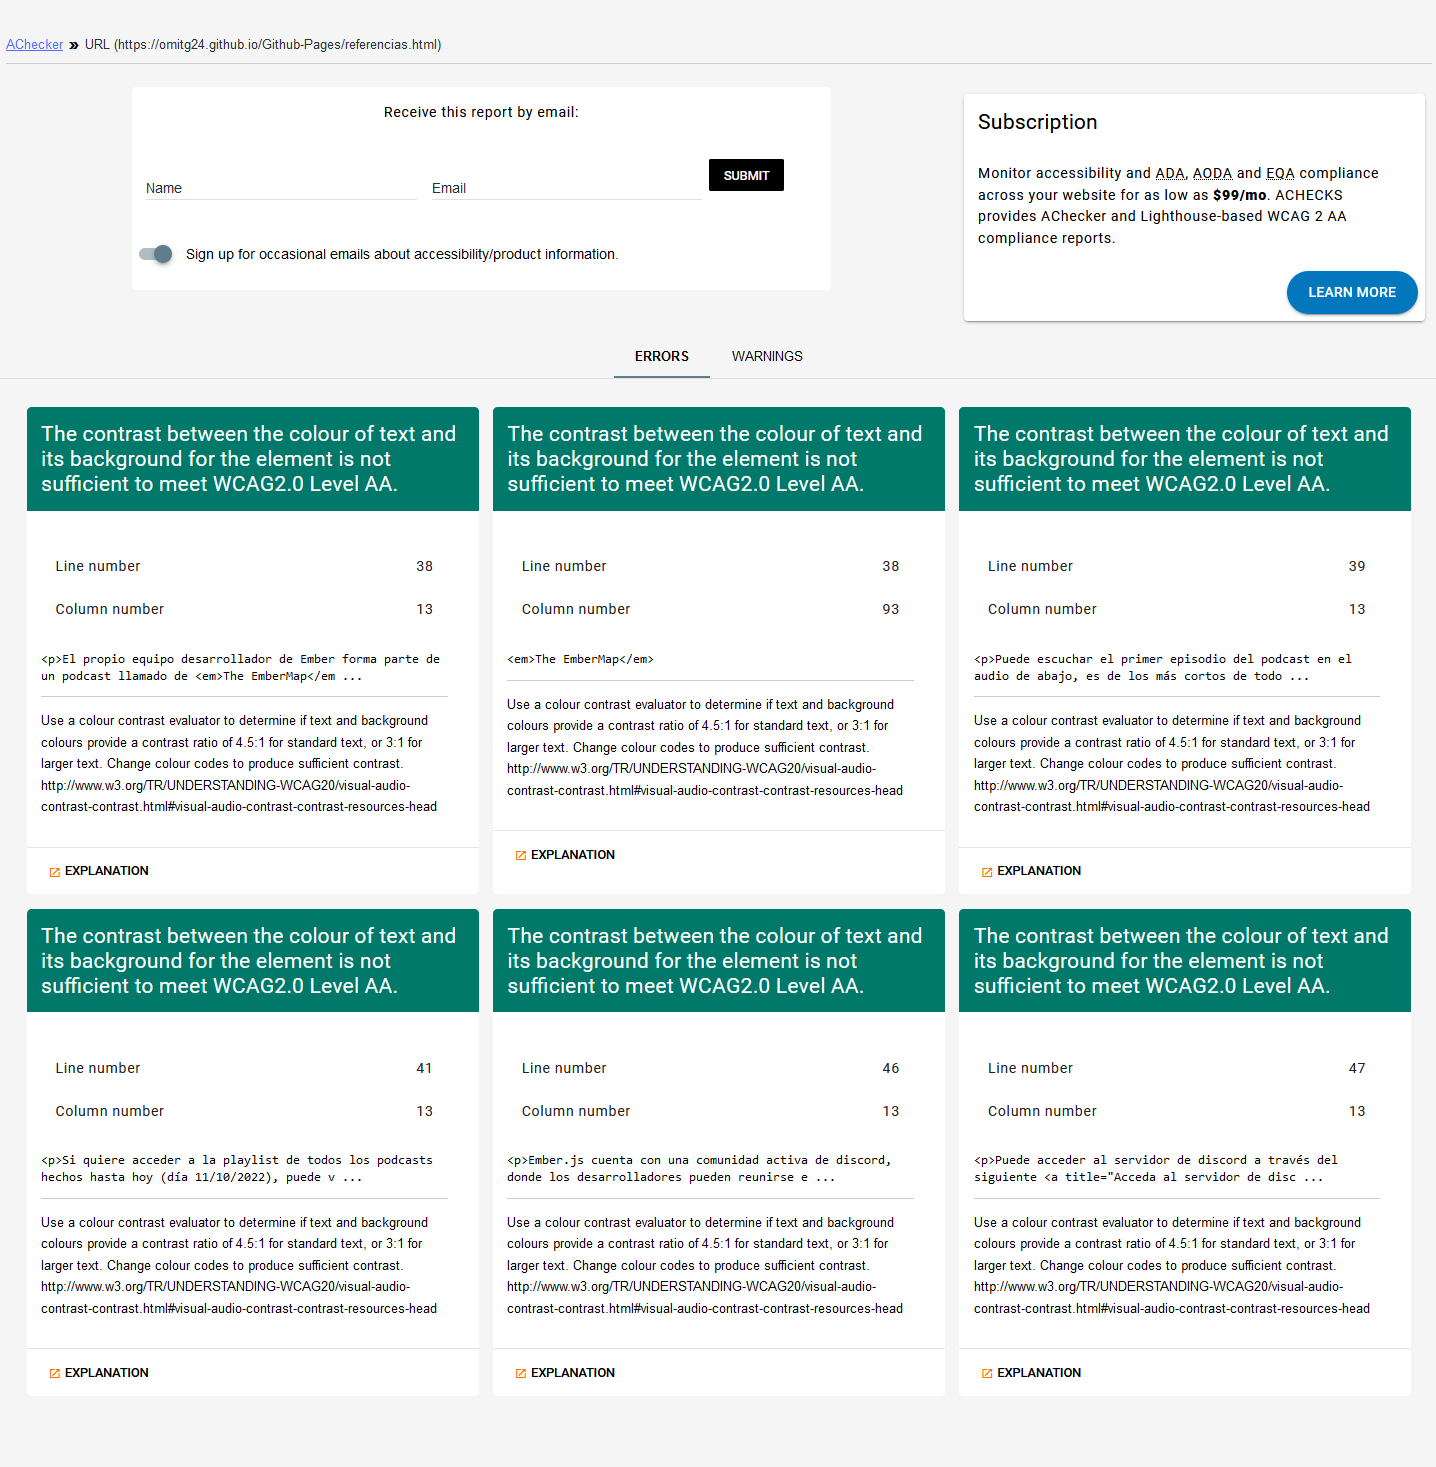 AChecker » URL (https://omitg24.github.io/Github-Pages/referencias.html)
Receive this report by email:
Name
Email
SUBMIT
Sign up for occasional emails about accessibility/product information.
Subscription
Monitor accessibility and ADA, AODA and EQA compliance
across your website for as low as $99/mo. ACHECKS
provides AChecker and Lighthouse-based WCAG 2 AA
compliance reports.
LEARN MORE
ERRORS
WARNINGS
The contrast between the colour of text and
its background for the element is not
sufficient to meet WCAG2.0 Level AA.
Line number 38
Column number 13
<p>El propio equipo desarrollador de Ember forma parte de
un podcast llamado de <em>The EmberMap</em ...
Use a colour contrast evaluator to determine if text and background
colours provide a contrast ratio of 4.5:1 for standard text, or 3:1 for
larger text. Change colour codes to produce sufficient contrast.
http://www.w3.org/TR/UNDERSTANDING-WCAG20/visual-audio-
contrast-contrast.html#visual-audio-contrast-contrast-resources-head
EXPLANATION
The contrast between the colour of text and
its background for the element is not
sufficient to meet WCAG2.0 Level AA.
Line number 38
Column number 93
<em>The EmberMap</em>
Use a colour contrast evaluator to determine if text and background
colours provide a contrast ratio of 4.5:1 for standard text, or 3:1 for
larger text. Change colour codes to produce sufficient contrast.
http://www.w3.org/TR/UNDERSTANDING-WCAG20/visual-audio-
contrast-contrast.html#visual-audio-contrast-contrast-resources-head
EXPLANATION
The contrast between the colour of text and
its background for the element is not
sufficient to meet WCAG2.0 Level AA.
Line number 39
Column number 13
<p>Puede escuchar el primer episodio del podcast en el
audio de abajo, es de los más cortos de todo ...
Use a colour contrast evaluator to determine if text and background
colours provide a contrast ratio of 4.5:1 for standard text, or 3:1 for
larger text. Change colour codes to produce sufficient contrast.
http://www.w3.org/TR/UNDERSTANDING-WCAG20/visual-audio-
contrast-contrast.html#visual-audio-contrast-contrast-resources-head
EXPLANATION
The contrast between the colour of text and
its background for the element is not
sufficient to meet WCAG2.0 Level AA.
Line number 41
Column number 13
<p>Si quiere acceder a la playlist de todos los podcasts
hechos hasta hoy (día 11/10/2022), puede v ...
Use a colour contrast evaluator to determine if text and background
colours provide a contrast ratio of 4.5:1 for standard text, or 3:1 for
larger text. Change colour codes to produce sufficient contrast.
http://www.w3.org/TR/UNDERSTANDING-WCAG20/visual-audio-
contrast-contrast.html#visual-audio-contrast-contrast-resources-head
EXPLANATION
The contrast between the colour of text and
its background for the element is not
sufficient to meet WCAG2.0 Level AA.
Line number 46
Column number 13
<p>Ember.js cuenta con una comunidad activa de discord,
donde los desarrolladores pueden reunirse e ...
Use a colour contrast evaluator to determine if text and background
colours provide a contrast ratio of 4.5:1 for standard text, or 3:1 for
larger text. Change colour codes to produce sufficient contrast.
http://www.w3.org/TR/UNDERSTANDING-WCAG20/visual-audio-
contrast-contrast.html#visual-audio-contrast-contrast-resources-head
EXPLANATION
The contrast between the colour of text and
its background for the element is not
sufficient to meet WCAG2.0 Level AA.
Line number 47
Column number 13
<p>Puede acceder al servidor de discord a través del
siguiente <a title="Acceda al servidor de disc ...
Use a colour contrast evaluator to determine if text and background
colours provide a contrast ratio of 4.5:1 for standard text, or 3:1 for
larger text. Change colour codes to produce sufficient contrast.
http://www.w3.org/TR/UNDERSTANDING-WCAG20/visual-audio-
contrast-contrast.html#visual-audio-contrast-contrast-resources-head
EXPLANATION